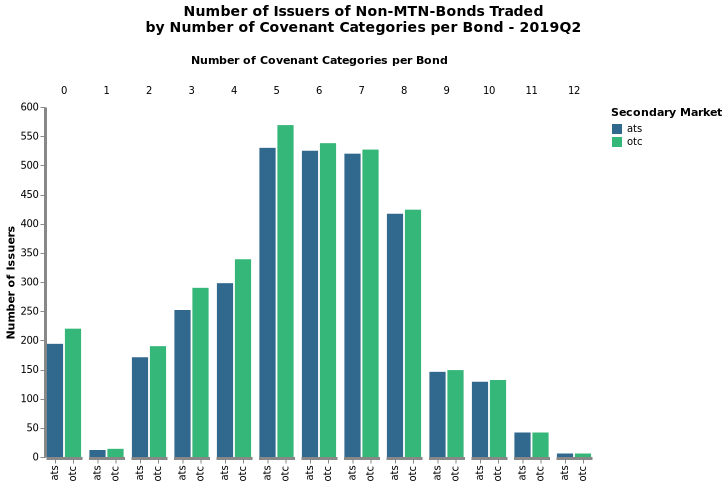 Number of Issuers of Non-MTN-Bonds Traded
by Number of Covenant Categories per Bond - 2019Q2
Number of Covenant Categories per Bond
0 1 2 3 4 5 6 7 8 9 10 11 12
Secondary Market
ats
otc
Number of Issuers
600
550
500
450
400
350
300
250
200
150
100
50
0
ats otc ats otc ats otc ats otc ats otc ats otc ats otc ats otc ats otc ats otc ats otc ats otc ats otc